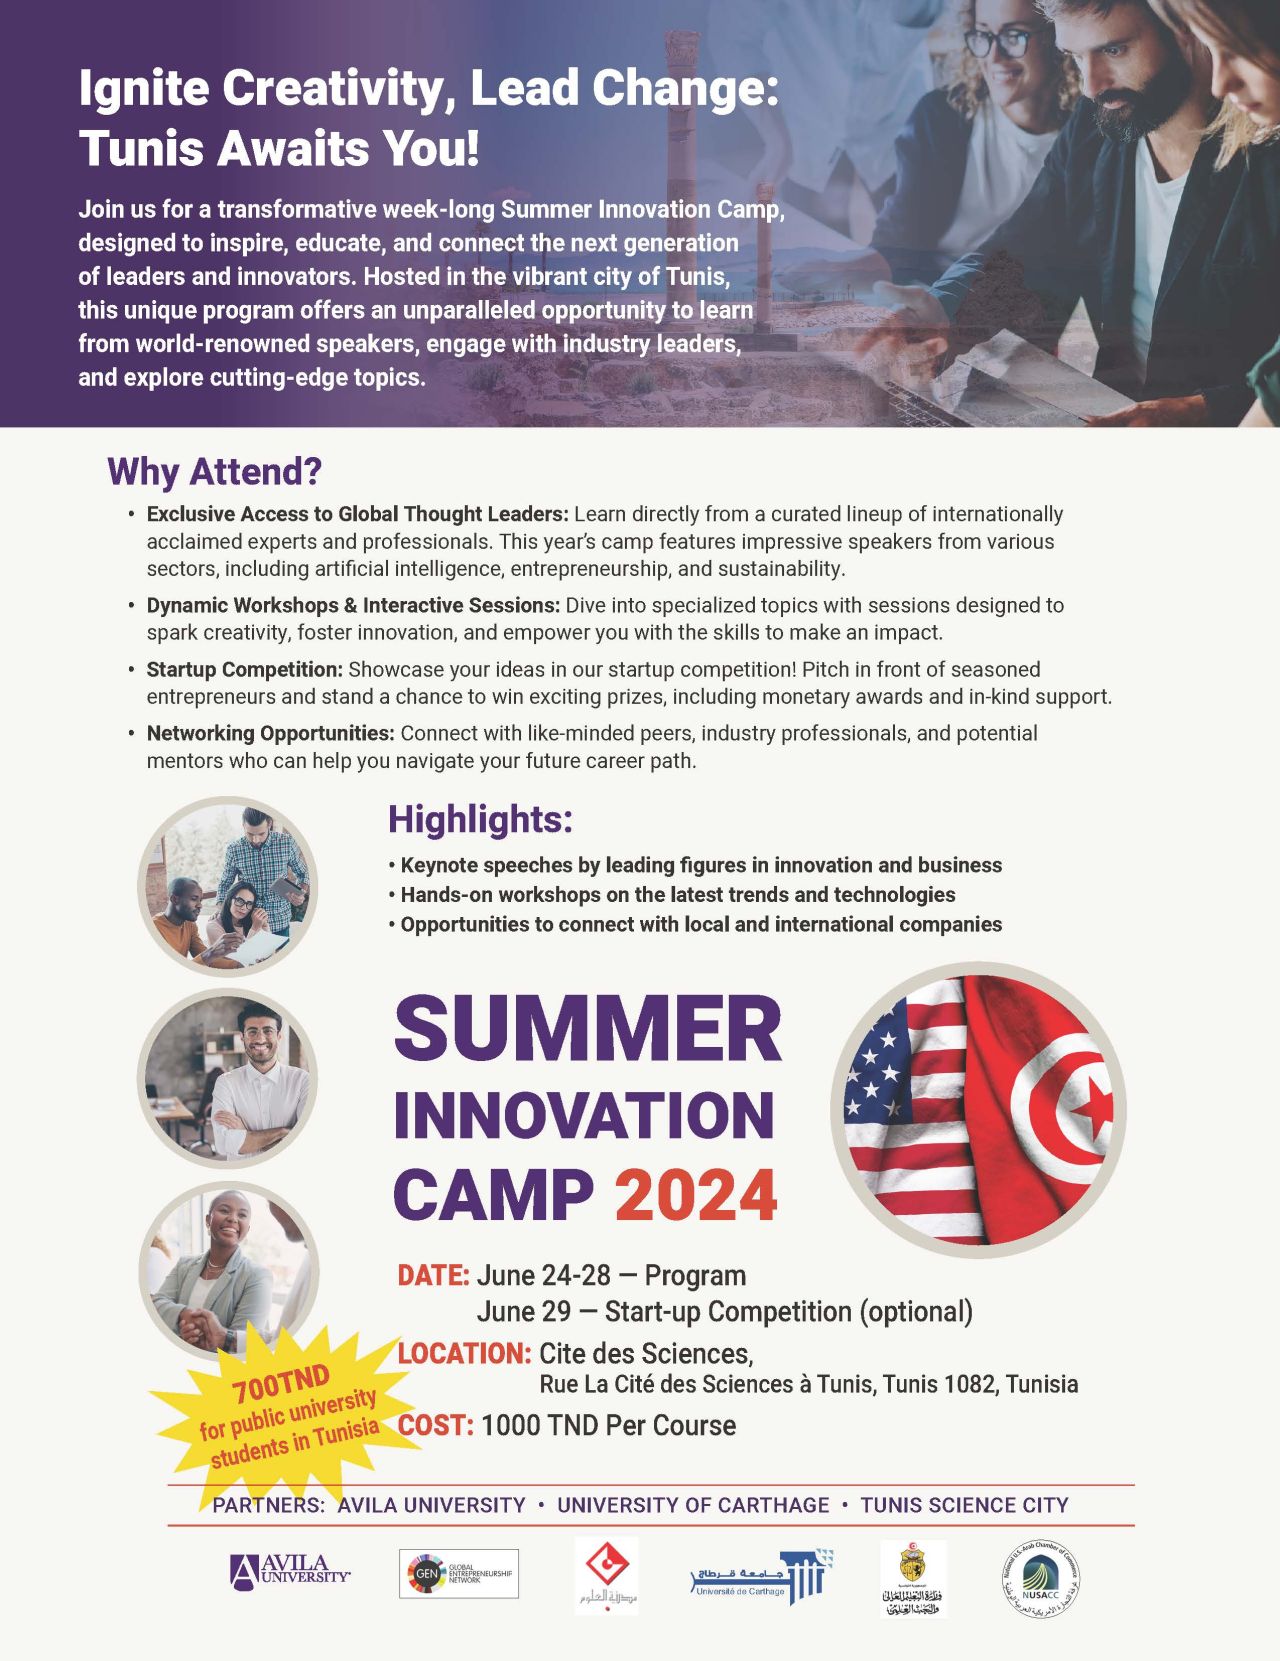 Ignite Creativity, Lead Change:
Tunis Awaits You!
Join us for a transformative week-long Summer Innovation Camp,
designed to inspire, educate, and connect the next generation
of leaders and innovators. Hosted in the vibrant city of Tunis,
this unique program offers an unparalleled opportunity to learn
from world-renowned speakers, engage with industry leaders,
and explore cutting-edge topics.
Why Attend?
• Exclusive Access to Global Thought Leaders: Learn directly from a curated lineup of internationally
acclaimed experts and professionals. This year’s camp features impressive speakers from various
sectors, including artificial intelligence, entrepreneurship, and sustainability.
• Dynamic Workshops & Interactive Sessions: Dive into specialized topics with sessions designed to
spark creativity, foster innovation, and empower you with the skills to make an impact.
• Startup Competition: Showcase your ideas in our startup competition! Pitch in front of seasoned
entrepreneurs and stand a chance to win exciting prizes, including monetary awards and in-kind support.
• Networking Opportunities: Connect with like-minded peers, industry professionals, and potential
mentors who can help you navigate your future career path.
Highlights:
• Keynote speeches by leading figures in innovation and business
• Hands-on workshops on the latest trends and technologies
• Opportunities to connect with local and international companies
SUMMER
INNOVATION
CAMP 2024
DATE: June 24-28 — Program
June 29 — Start-up Competition (optional)
LOCATION: Cite des Sciences,
Rue La Cité des Sciences à Tunis, Tunis 1082, Tunisia
COST: 1000 TND Per Course
700TND
for public university
students in Tunisia
PARTNERS: AVILA UNIVERSITY • UNIVERSITY OF CARTHAGE • TUNIS SCIENCE CITY
AVILA
UNIVERSITY
GEN
GLOBAL
ENTREPRENEURSHIP
NETWORK
مدينة العلوم
جامعة قرطاج
Université de Carthage
وزارة التعليم العالي
والبحث العلمي
National U.S.-Arab Chamber of Commerce
NUSACC